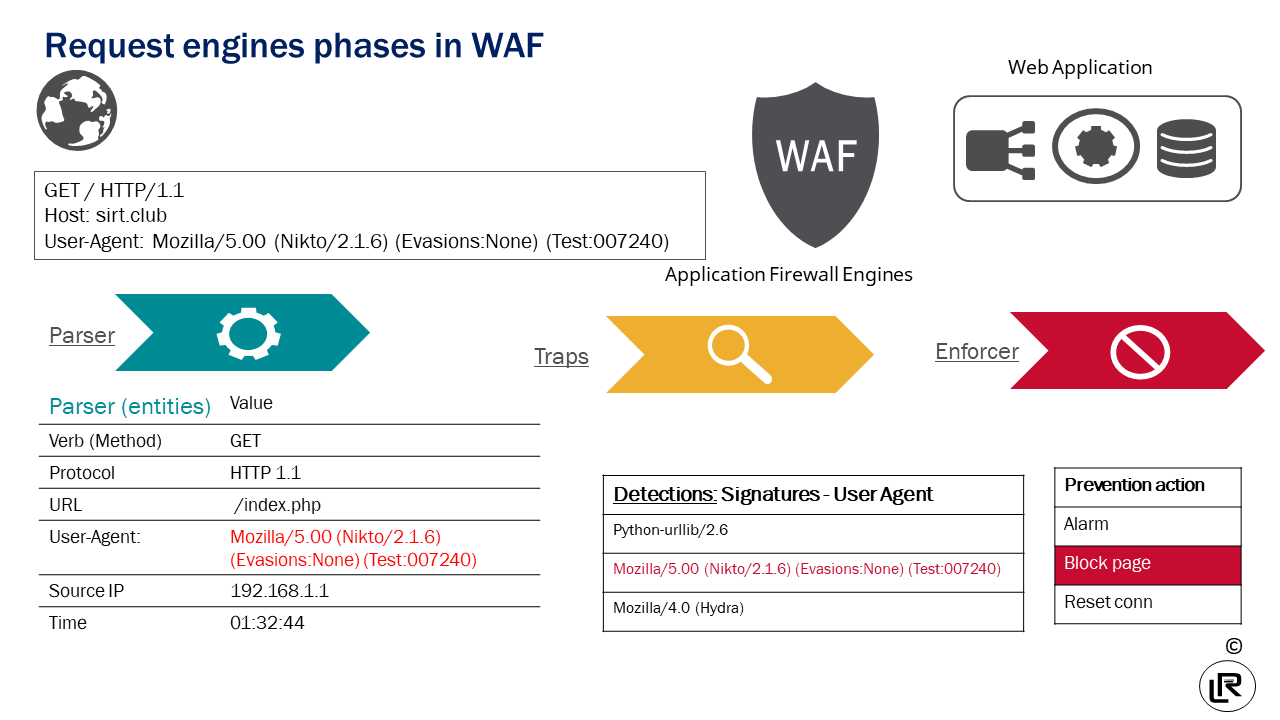 Request engines phases in WAF
Web Application
WAF
GET / HTTP/1.1
Host: sirt.club
User-Agent: Mozilla/5.00 (Nikto/2.1.6) (Evasions:None) (Test:007240)
Application Firewall Engines
Parser
Traps
Enforcer
Parser (entities) Value
Verb (Method) GET
Protocol HTTP 1.1
URL /index.php
User-Agent: Mozilla/5.00 (Nikto/2.1.6)
(Evasions:None) (Test:007240)
Source IP 192.168.1.1
Time 01:32:44
Detections: Signatures - User Agent
Python-urllib/2.6
Mozilla/5.00 (Nikto/2.1.6) (Evasions:None) (Test:007240)
Mozilla/4.0 (Hydra)
Prevention action
Alarm
Block page
Reset conn
©
LR